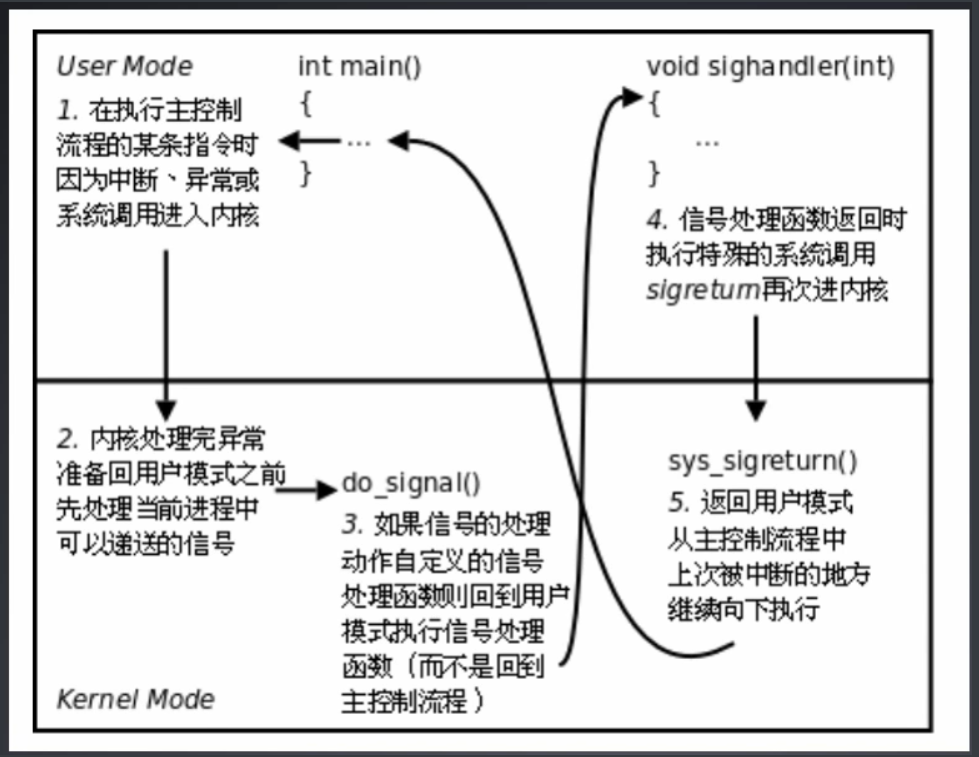 User Mode
1. 在执行主控制
流程的某条指令时
因为中断、异常或
系统调用进入内核
int main()
{
...
}
void sighandler(int)
{
...
}
4. 信号处理函数返回时
执行特殊的系统调用
sigreturn再次进内核
2. 内核处理完异常
准备回用户模式之前
先处理当前进程中
可以递送的信号
do_signal()
3. 如果信号的处理
动作自定义的信号
处理函数则回到用户
模式执行信号处理
函数（而不是回到
主控制流程）
sys_sigreturn()
5. 返回用户模式
从主控制流程中
上次被中断的地方
继续向下执行
Kernel Mode